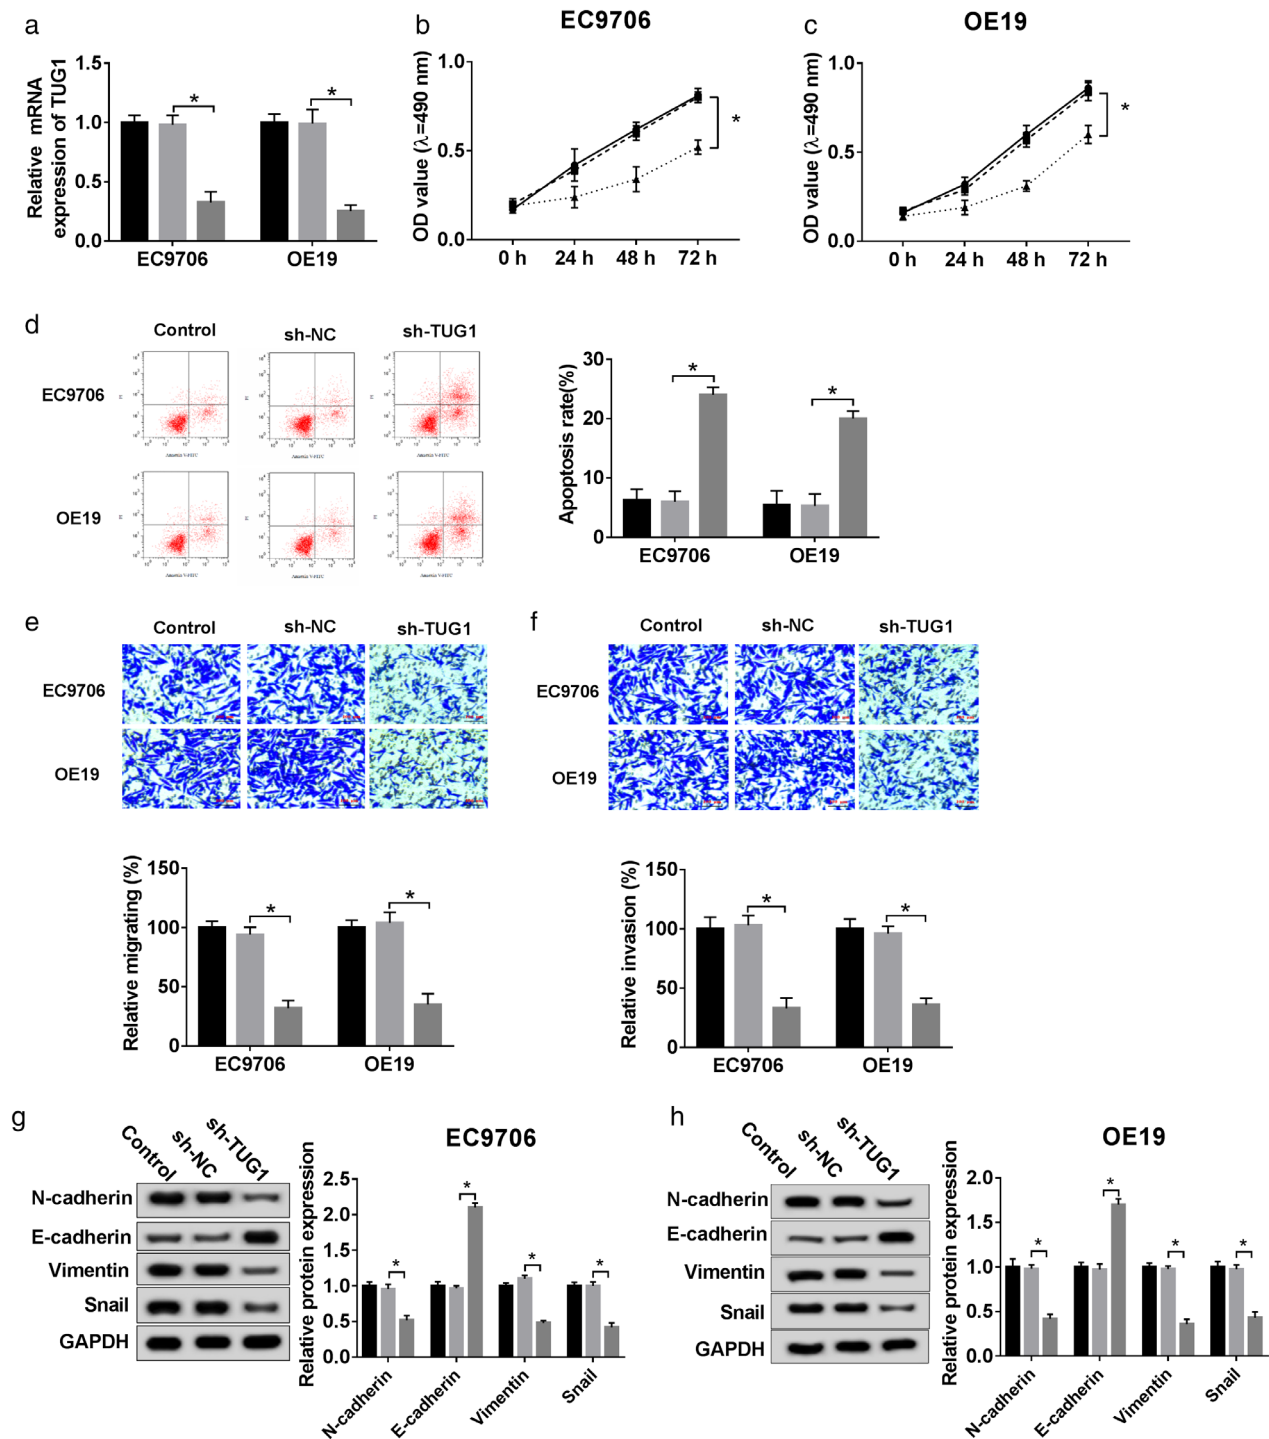 a
Relative mRNA
expression of TUG1
1.5
1.0
0.5
0.0
*
*
EC9706 OE19
b
EC9706
OD value (λ=490 nm)
1.0
0.5
0.0
*
0 h 24 h 48 h 72 h
c
OE19
OD value (λ=490 nm)
1.0
0.5
0.0
*
0 h 24 h 48 h 72 h
d
Control sh-NC sh-TUG1
EC9706
OE19
Apoptosis rate(%)
30
20
10
0
*
*
EC9706 OE19
e
Control sh-NC sh-TUG1
EC9706
OE19
Relative migrating (%)
150
100
50
0
*
*
EC9706 OE19
f
Control sh-NC sh-TUG1
EC9706
OE19
Relative invasion (%)
150
100
50
0
*
*
EC9706 OE19
g
Control sh-NC sh-TUG1
N-cadherin
E-cadherin
Vimentin
Snail
GAPDH
EC9706
Relative protein expression
2.5
2.0
1.5
1.0
0.5
0.0
*
*
*
*
N-cadherin E-cadherin Vimentin Snail
h
Control sh-NC sh-TUG1
N-cadherin
E-cadherin
Vimentin
Snail
GAPDH
OE19
Relative protein expression
2.0
1.5
1.0
0.5
0.0
*
*
*
*
N-cadherin E-cadherin Vimentin Snail